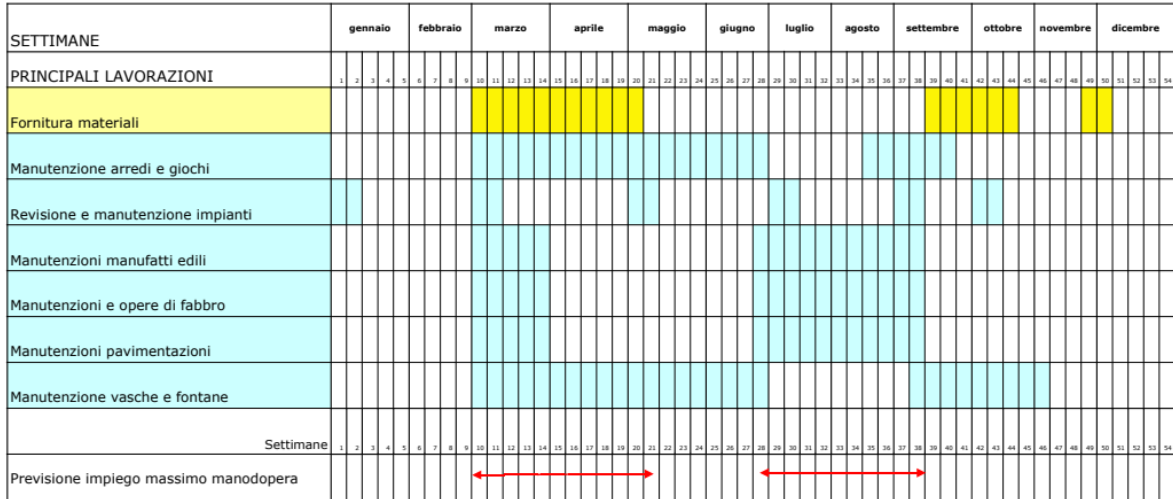 gennaio febbraio marzo aprile maggio giugno luglio agosto settembre ottobre novembre dicembre
SETTIMANE
PRINCIPALI LAVORAZIONI 1 2 3 4 5 6 7 8 9 10 11 12 13 14 15 16 17 18 19 20 21 22 23 24 25 26 27 28 29 30 31 32 33 34 35 36 37 38 39 40 41 42 43 44 45 46 47 48 49 50 51 52 53 54
Fornitura materiali
Manutenzione arredi e giochi
Revisione e manutenzione impianti
Manutenzioni manufatti edili
Manutenzioni e opere di fabbro
Manutenzioni pavimentazioni
Manutenzione vasche e fontane
Settimane 1 2 3 4 5 6 7 8 9 10 11 12 13 14 15 16 17 18 19 20 21 22 23 24 25 26 27 28 29 30 31 32 33 34 35 36 37 38 39 40 41 42 43 44 45 46 47 48 49 50 51 52 53 54
Previsione impiego massimo manodopera